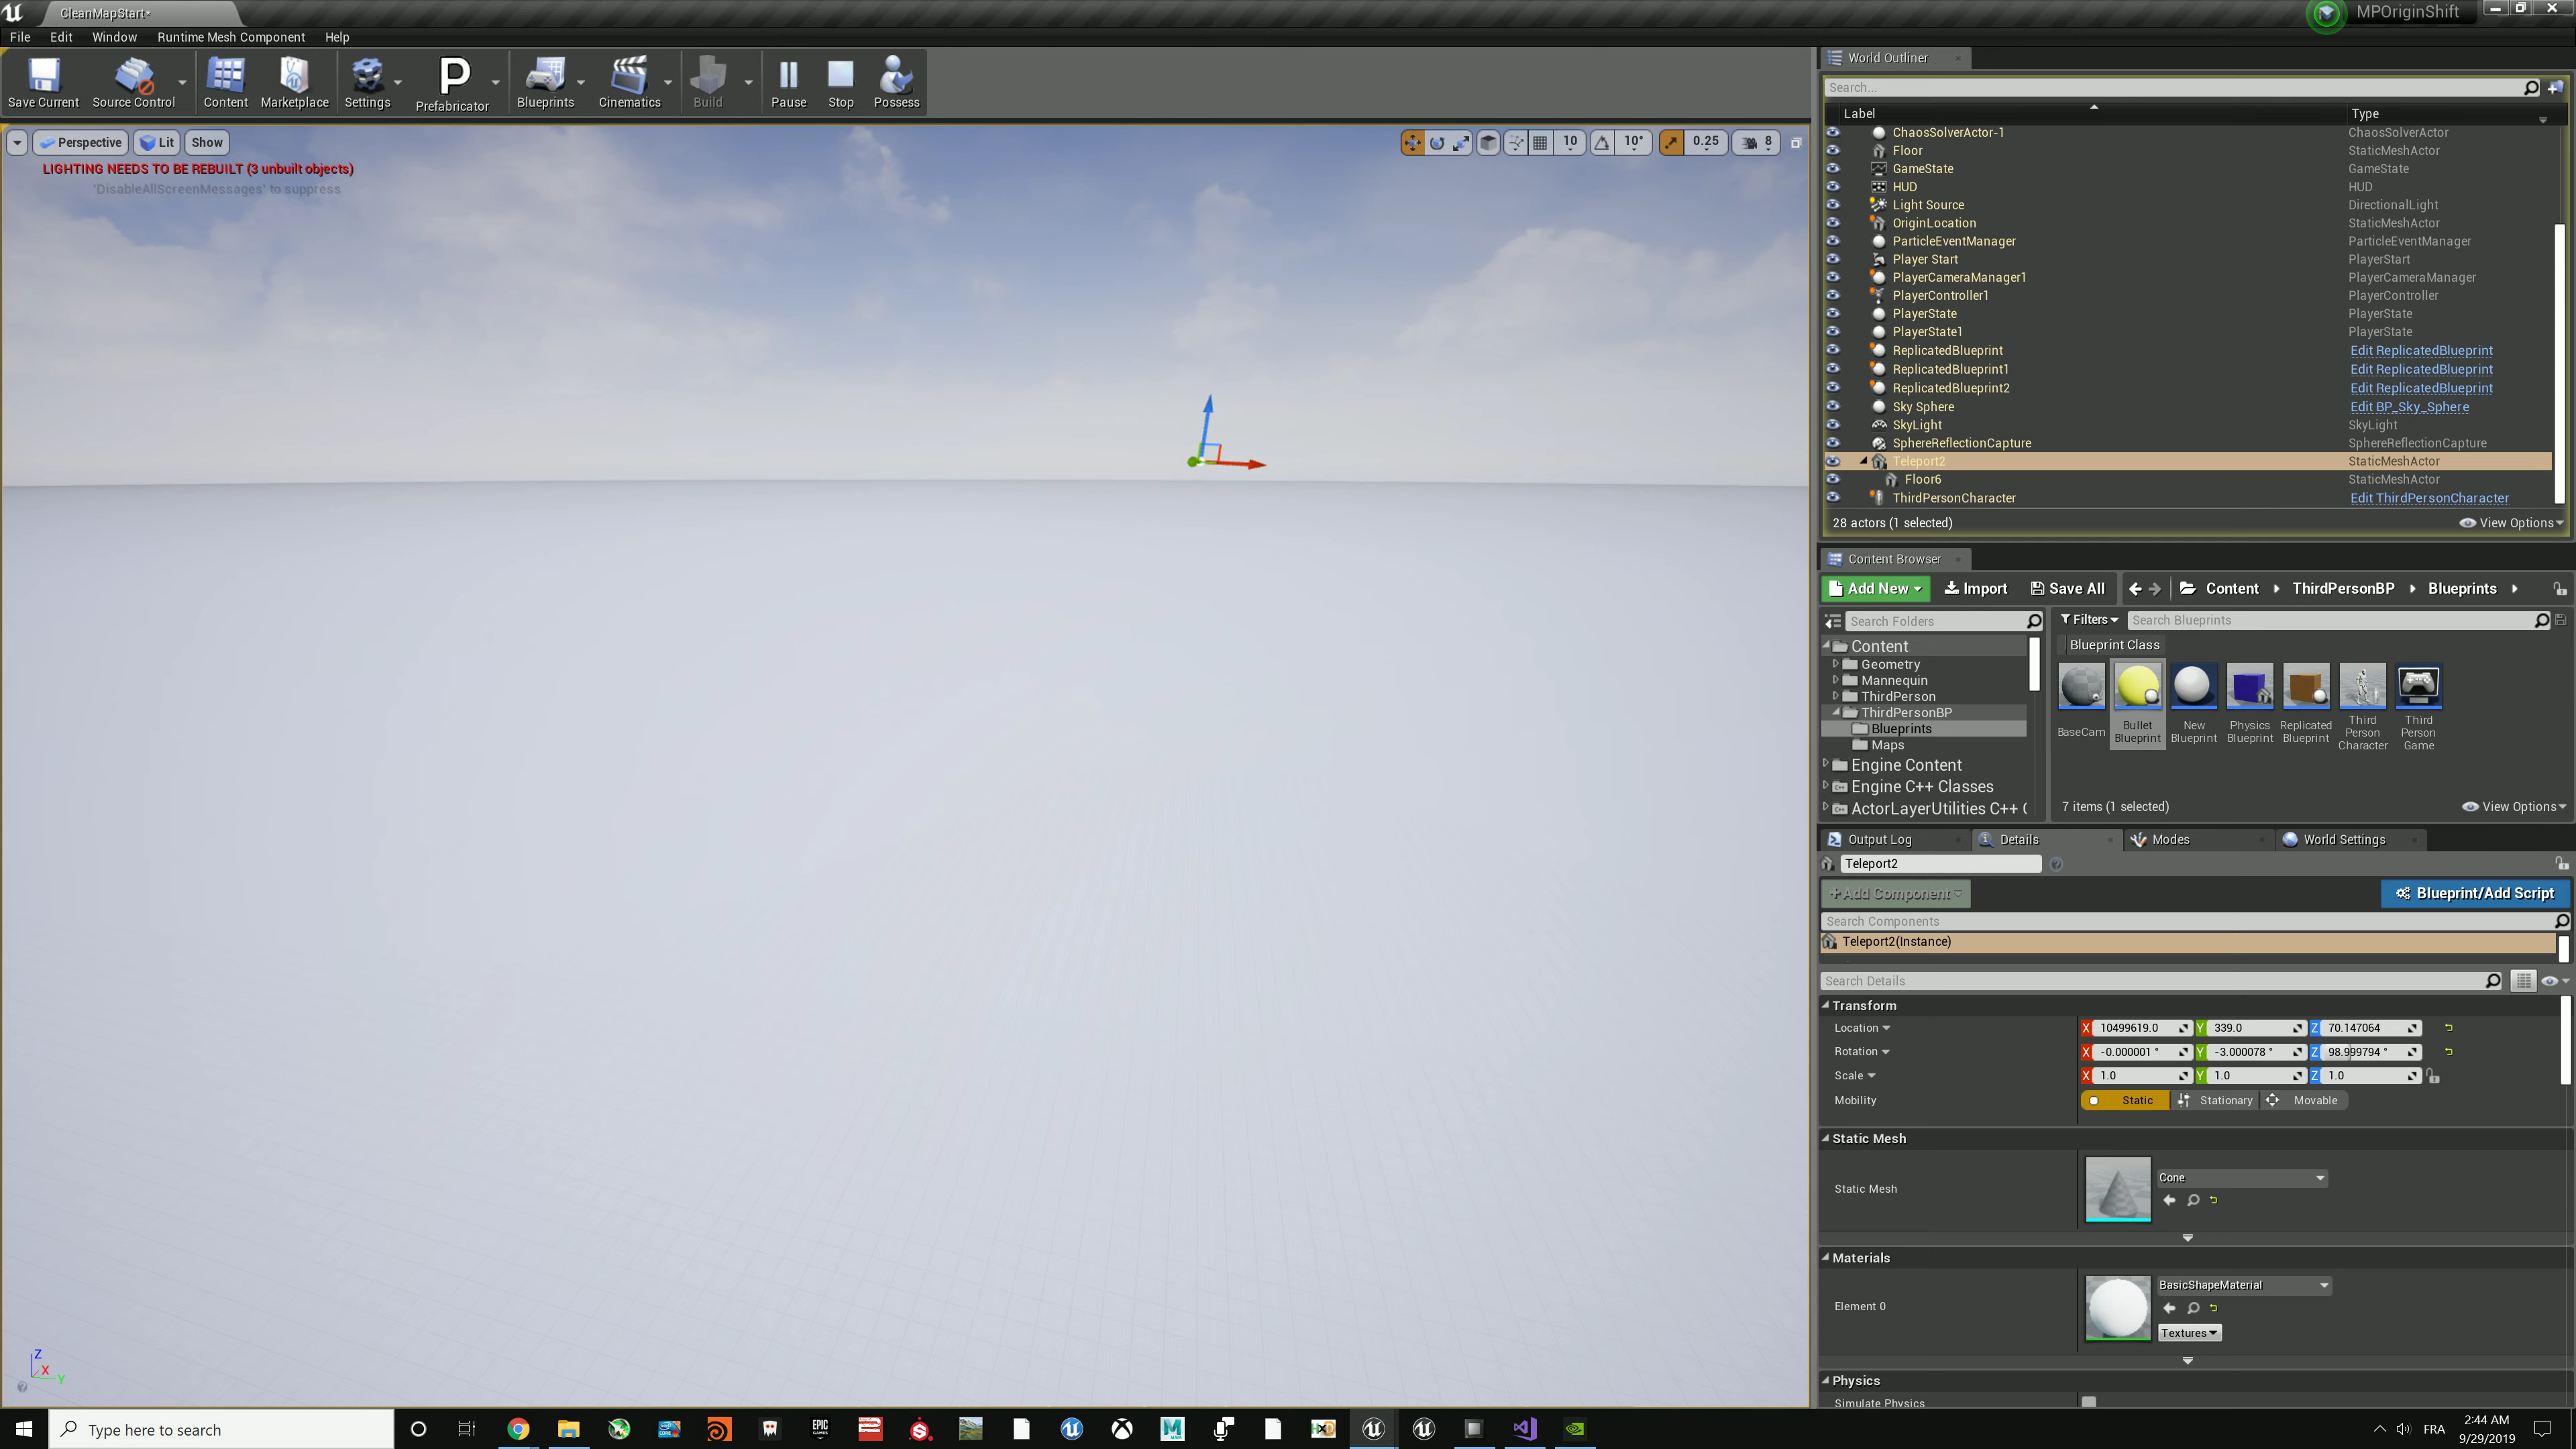 CleanMapStart*
MPOriginShift
File Edit Window Runtime Mesh Component Help
Save Current Source Control Content Marketplace Settings Prefabricator Blueprints Cinematics Build Pause Stop Possess
Perspective Lit Show
10 10° 0.25 8
LIGHTING NEEDS TO BE REBUILT (3 unbuilt objects)
'DisableAllScreenMessages' to suppress
Z
X
Y
World Outliner
Search...
Label Type
ChaosSolverActor-1 ChaosSolverActor
Floor StaticMeshActor
GameState GameState
HUD HUD
Light Source DirectionalLight
OriginLocation StaticMeshActor
ParticleEventManager ParticleEventManager
Player Start PlayerStart
PlayerCameraManager1 PlayerCameraManager
PlayerController1 PlayerController
PlayerState PlayerState
PlayerState1 PlayerState
ReplicatedBlueprint Edit ReplicatedBlueprint
ReplicatedBlueprint1 Edit ReplicatedBlueprint
ReplicatedBlueprint2 Edit ReplicatedBlueprint
Sky Sphere Edit BP_Sky_Sphere
SkyLight SkyLight
SphereReflectionCapture SphereReflectionCapture
Teleport2 StaticMeshActor
Floor6 StaticMeshActor
ThirdPersonCharacter Edit ThirdPersonCharacter
28 actors (1 selected) View Options
Content Browser
Add New Import Save All Content ThirdPersonBP Blueprints
Search Folders
Content
Geometry
Mannequin
ThirdPerson
ThirdPersonBP
Blueprints
Maps
Engine Content
Engine C++ Classes
ActorLayerUtilities C++ (
Filters Search Blueprints
Blueprint Class
BaseCam
Bullet Blueprint
New Blueprint
Physics Blueprint
Replicated Blueprint
Third Person Character
Third Person Game
7 items (1 selected) View Options
Output Log Details Modes World Settings
Teleport2
+Add Component Blueprint/Add Script
Search Components
Teleport2(Instance)
Search Details
Transform
Location X 10499619.0 Y 339.0 Z 70.147064
Rotation X -0.000001 ° Y -3.000078 ° Z 98.999794 °
Scale X 1.0 Y 1.0 Z 1.0
Mobility Static Stationary Movable
Static Mesh
Static Mesh Cone
Materials
Element 0 BasicShapeMaterial
Textures
Physics
Simulate Physics
Type here to search
EPIC GAMES
FRA
2:44 AM
9/29/2019